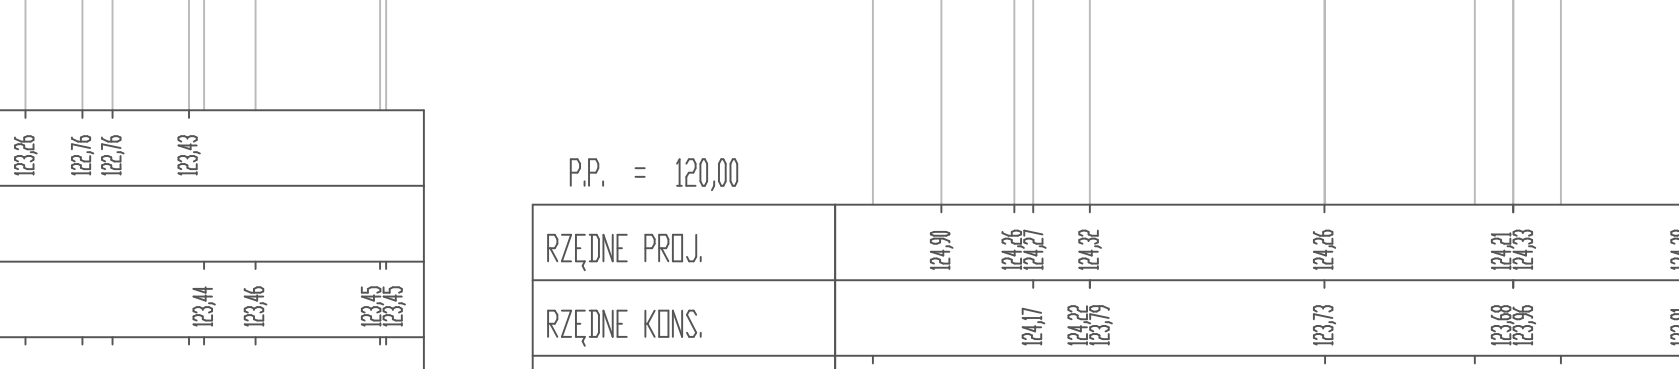 123,26 122,76 122,76 123,43
123,44 123,46 123,45 123,45
P.P. = 120,00
RZĘDNE PROJ. 124,90 124,26 124,27 124,32 124,26 124,21 124,33
RZĘDNE KONS. 124,17 124,22 123,79 123,73 123,68 123,96